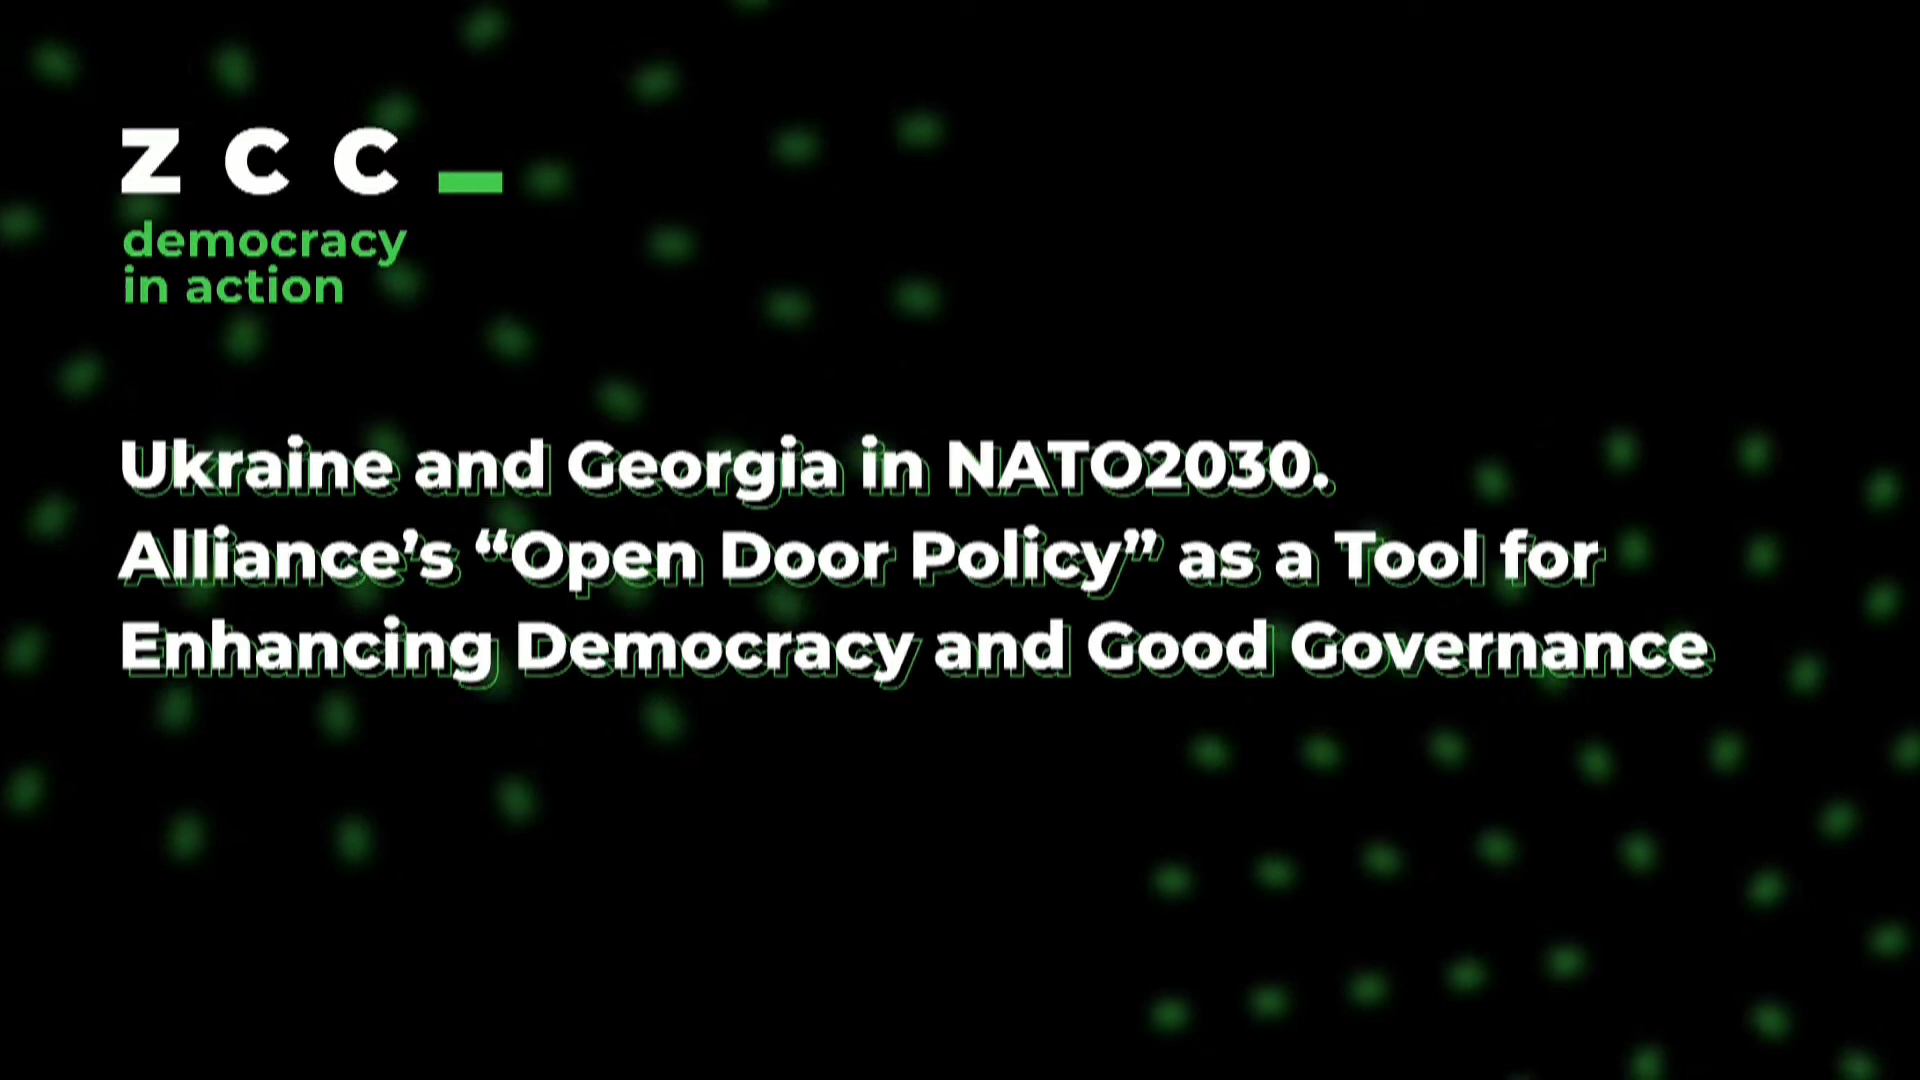 z c c _
democracy
in action
Ukraine and Georgia in NATO2030.
Alliance’s “Open Door Policy” as a Tool for
Enhancing Democracy and Good Governance